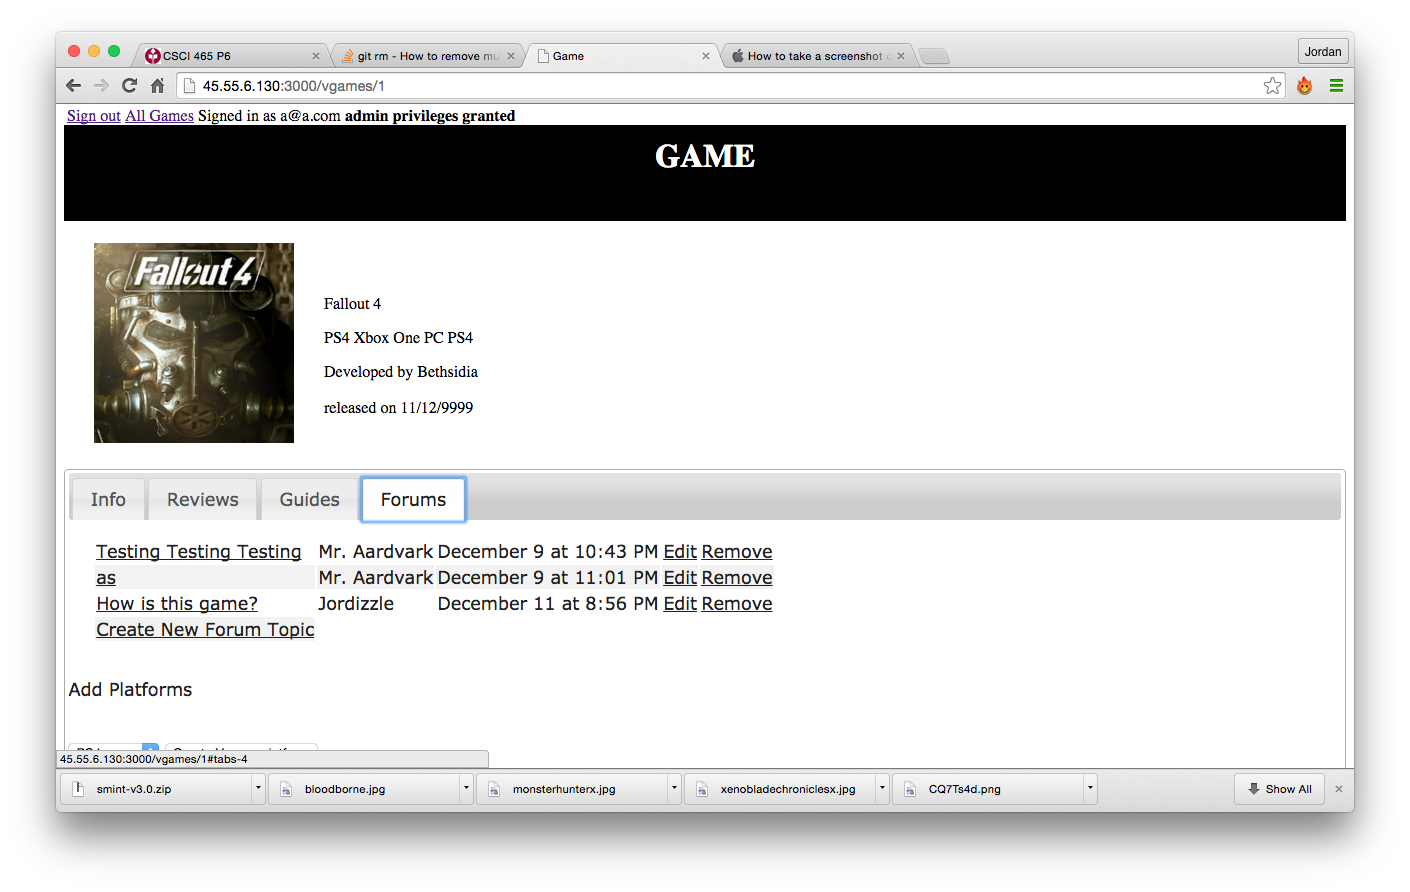 CSCI 465 P6
git rm - How to remove mu
Game
How to take a screenshot
Jordan
45.55.6.130:3000/vgames/1
Sign out All Games Signed in as a@a.com admin privileges granted
GAME
Fallout 4
Fallout 4
PS4 Xbox One PC PS4
Developed by Bethsidia
released on 11/12/9999
Info Reviews Guides Forums
Testing Testing Testing Mr. Aardvark December 9 at 10:43 PM Edit Remove
as Mr. Aardvark December 9 at 11:01 PM Edit Remove
How is this game? Jordizzle December 11 at 8:56 PM Edit Remove
Create New Forum Topic
Add Platforms
45.55.6.130:3000/vgames/1#tabs-4
smint-v3.0.zip bloodborne.jpg monsterhunterx.jpg xenobladechroniclesx.jpg CQ7Ts4d.png Show All